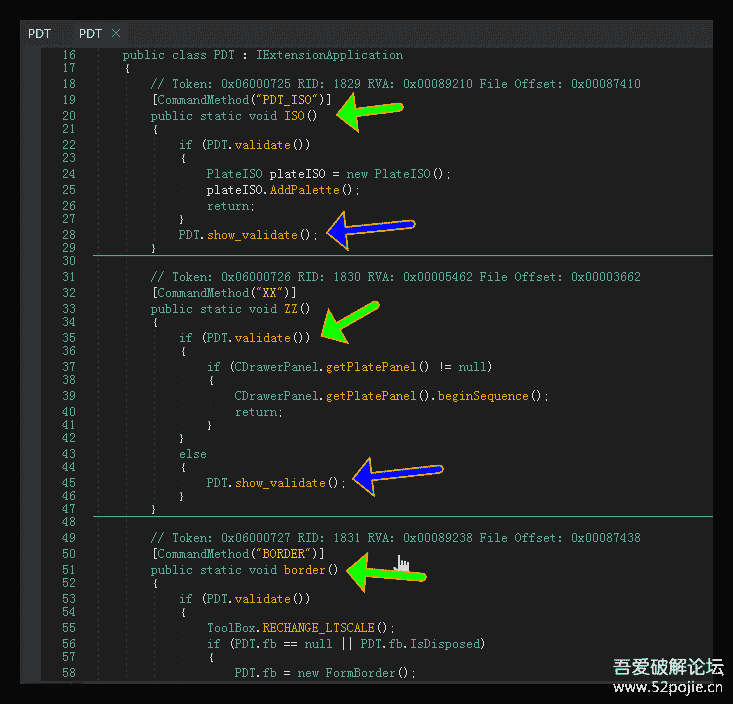 PDT PDT ×
16 public class PDT : IExtensionApplication
17 {
18 // Token: 0x06000725 RID: 1829 RVA: 0x00089210 File Offset: 0x00087410
19 [CommandMethod("PDT_ISO")]
20 public static void ISO()
21 {
22 if (PDT.validate())
23 {
24 PlateISO plateISO = new PlateISO();
25 plateISO.AddPalette();
26 return;
27 }
28 PDT.show_validate();
29 }
30
31 // Token: 0x06000726 RID: 1830 RVA: 0x00005462 File Offset: 0x00003662
32 [CommandMethod("XX")]
33 public static void ZZ()
34 {
35 if (PDT.validate())
36 {
37 if (CDrawerPanel.getPlatePanel() != null)
38 {
39 CDrawerPanel.getPlatePanel().beginSequence();
40 return;
41 }
42 }
43 else
44 {
45 PDT.show_validate();
46 }
47 }
48
49 // Token: 0x06000727 RID: 1831 RVA: 0x00089238 File Offset: 0x00087438
50 [CommandMethod("BORDER")]
51 public static void border()
52 {
53 if (PDT.validate())
54 {
55 ToolBox.RECHANGE_LTSCALE();
56 if (PDT.fb == null || PDT.fb.IsDisposed)
57 {
58 PDT.fb = new FormBorder();
吾爱破解论坛
www.52pojie.cn